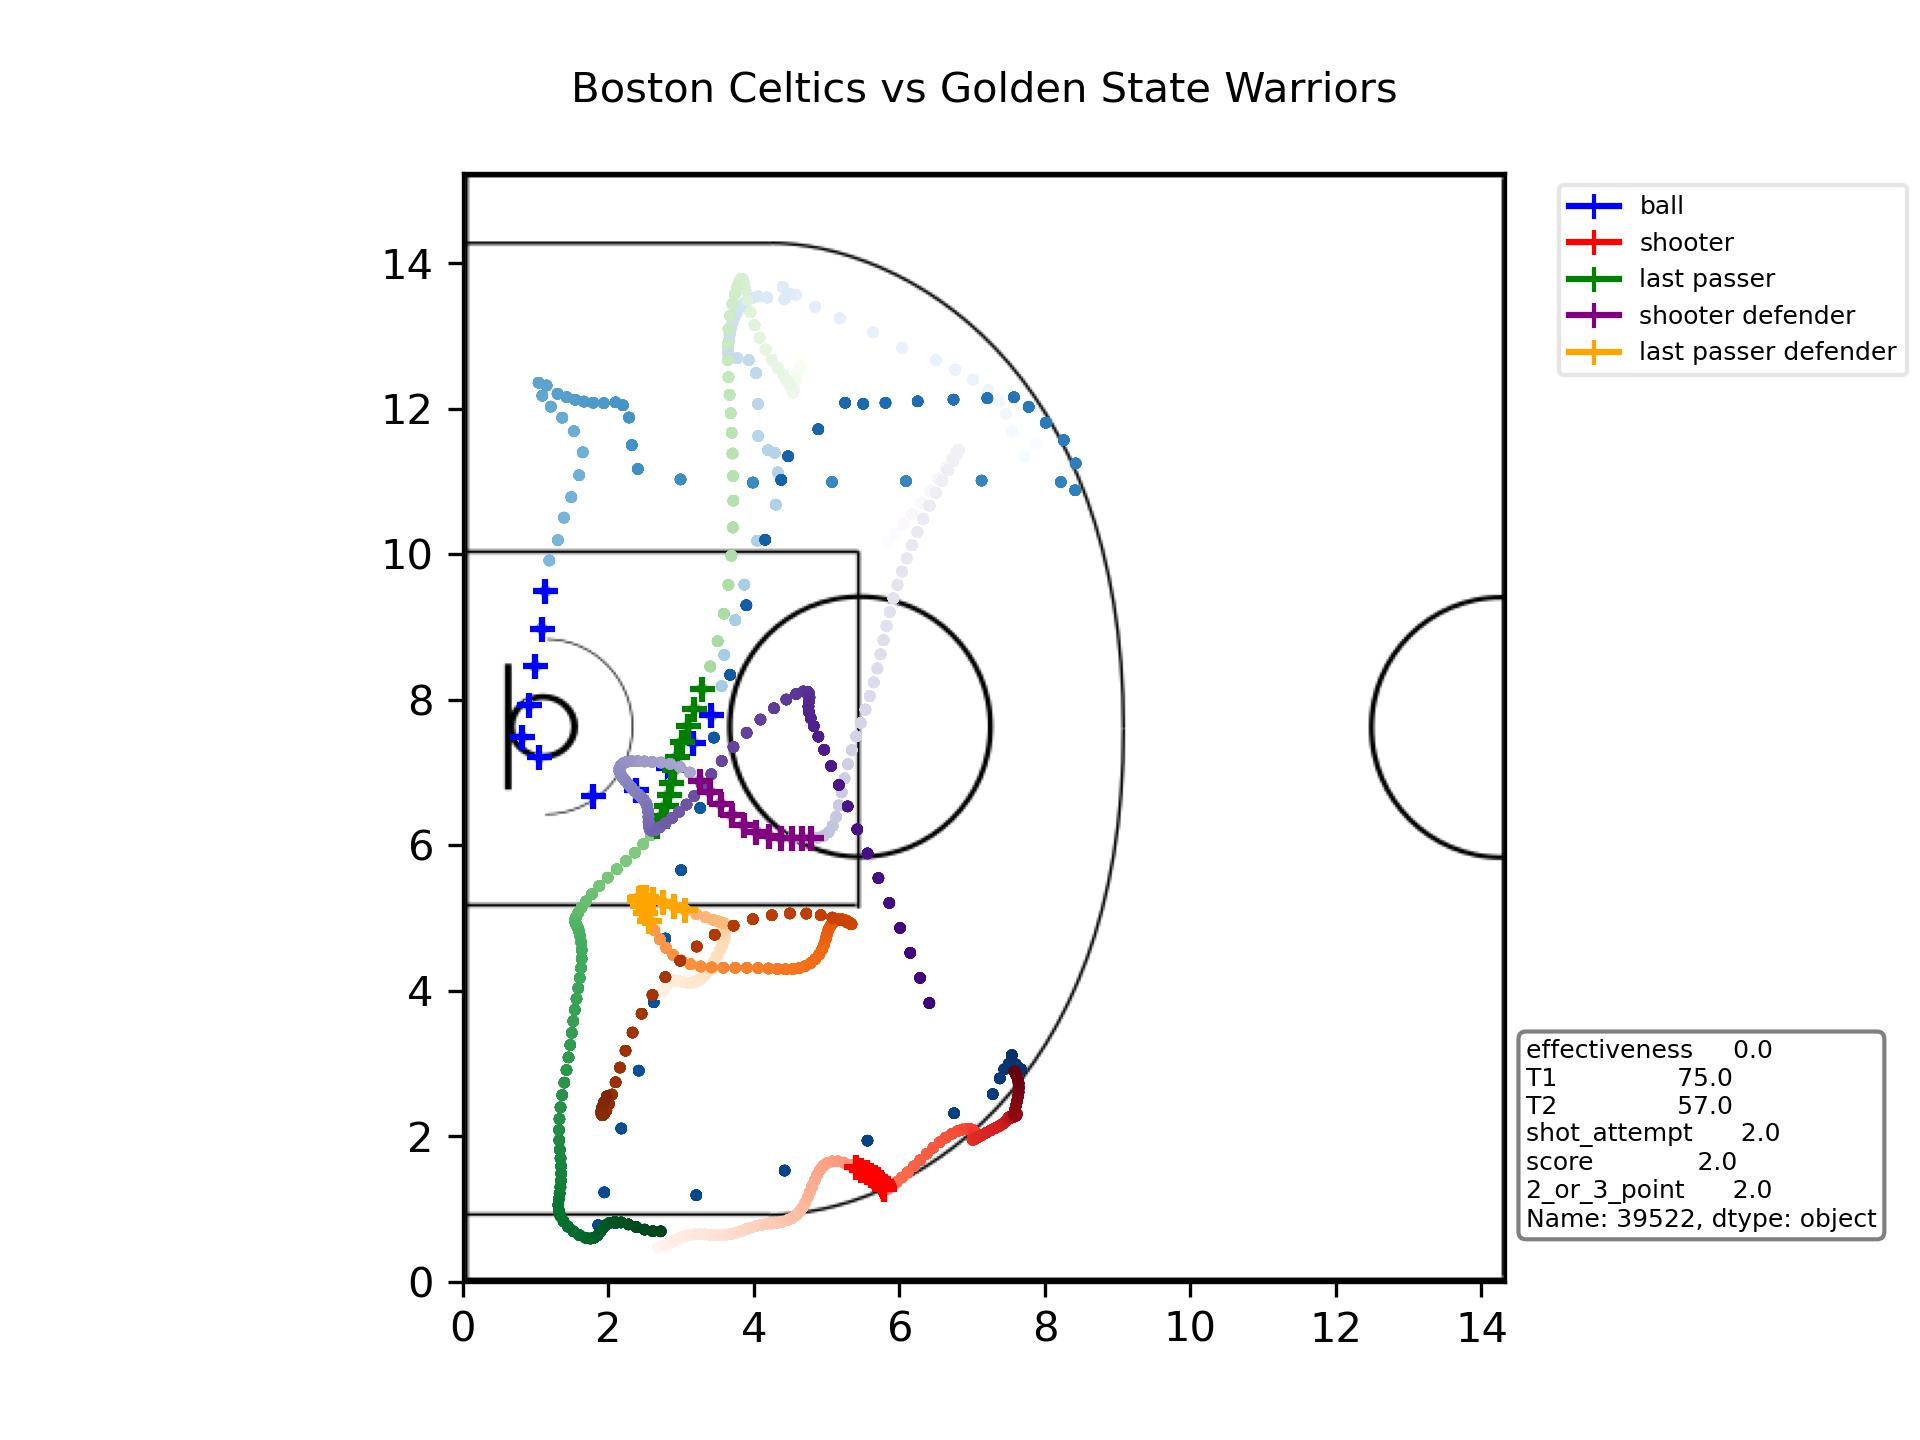 Boston Celtics vs Golden State Warriors
ball
shooter
last passer
shooter defender
last passer defender
14
12
10
8
6
4
2
0
0 2 4 6 8 10 12 14
effectiveness 0.0
T1 75.0
T2 57.0
shot_attempt 2.0
score 2.0
2_or_3_point 2.0
Name: 39522, dtype: object